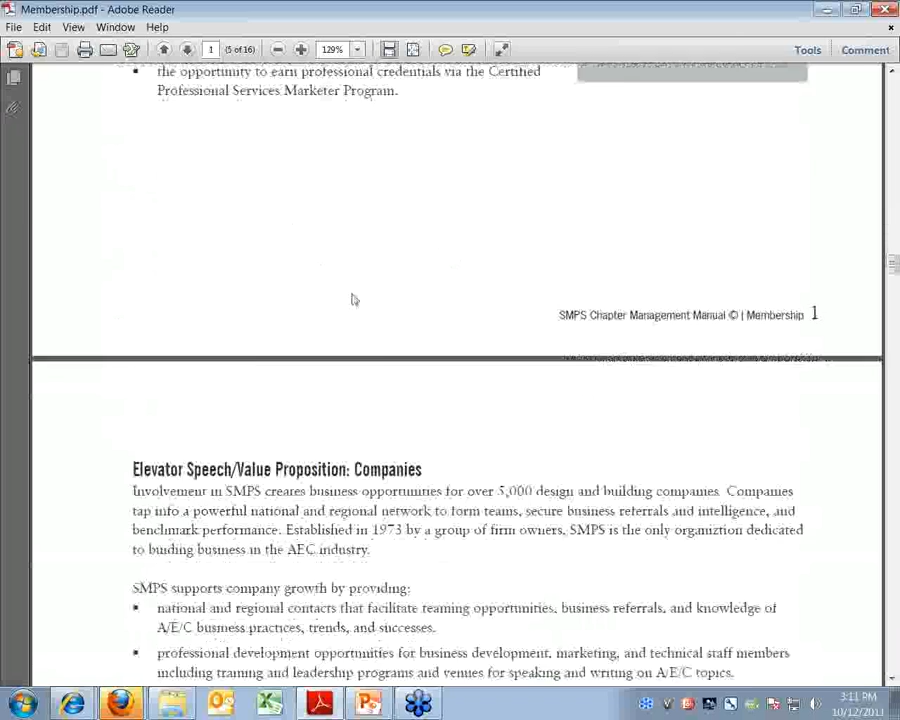 Membership.pdf - Adobe Reader
File Edit View Window Help
1 (5 of 16) 129% Tools Comment
the opportunity to earn professional credentials via the Certified
Professional Services Marketer Program.
SMPS Chapter Management Manual © | Membership 1
Elevator Speech/Value Proposition: Companies
Involvement in SMPS creates business opportunities for over 5,000 design and building companies. Companies
tap into a powerful national and regional network to form teams, secure business referrals and intelligence, and
benchmark performance. Established in 1973 by a group of firm owners, SMPS is the only organiztion dedicated
to buiding business in the AEC industry.
SMPS supports company growth by providing:
national and regional contacts that facilitate teaming opportunities, business referrals, and knowledge of
A/E/C business practices, trends, and successes.
professional development opportunities for business development, marketing, and technical staff members
including training and leadership programs and venues for speaking and writing on A/E/C topics.
3:11 PM
10/12/2011